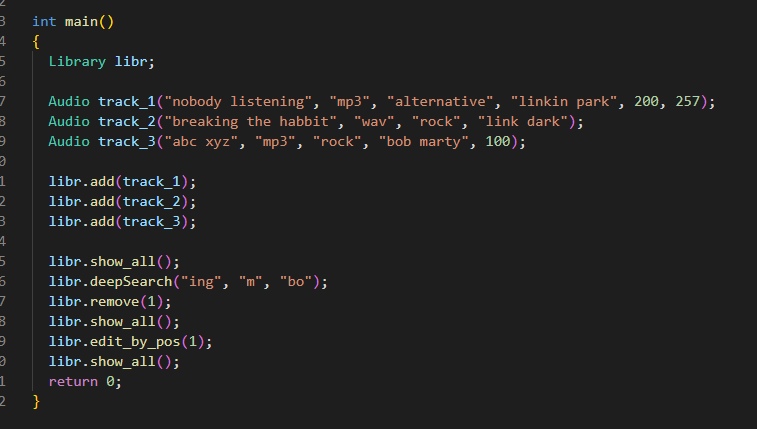 2
3 int main()
4 {
5 Library libr;
6
7 Audio track_1("nobody listening", "mp3", "alternative", "linkin park", 200, 257);
8 Audio track_2("breaking the habbit", "wav", "rock", "link dark");
9 Audio track_3("abc xyz", "mp3", "rock", "bob marty", 100);
0
1 libr.add(track_1);
2 libr.add(track_2);
3 libr.add(track_3);
4
5 libr.show_all();
6 libr.deepSearch("ing", "m", "bo");
7 libr.remove(1);
8 libr.show_all();
9 libr.edit_by_pos(1);
0 libr.show_all();
1 return 0;
2 }